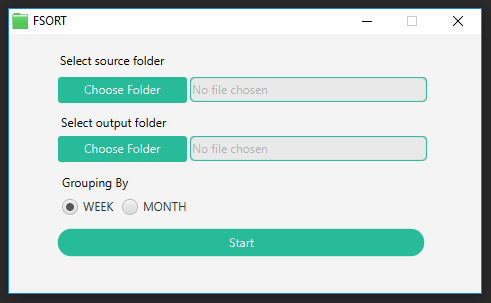 FSORT
Select source folder
Choose Folder No file chosen
Select output folder
Choose Folder No file chosen
Grouping By
WEEK MONTH
Start